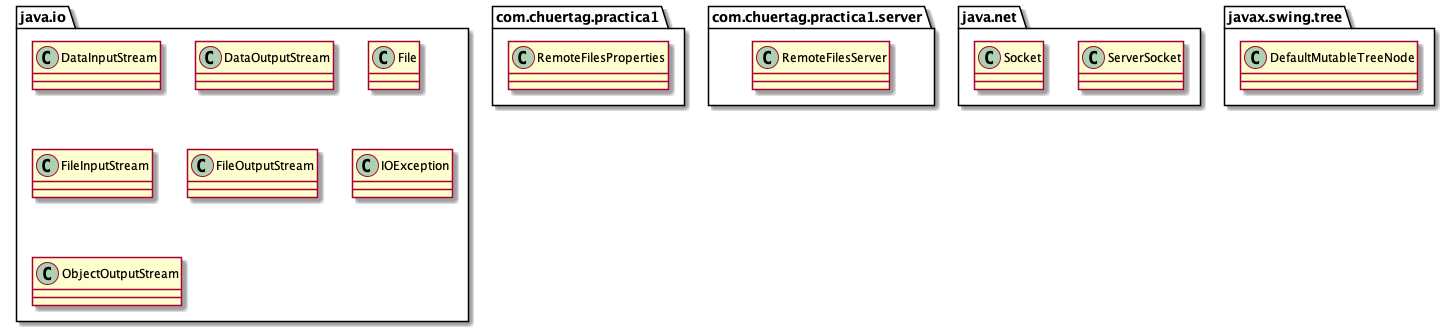 java.io
C DataInputStream
C DataOutputStream
C File
C FileInputStream
C FileOutputStream
C IOException
C ObjectOutputStream
com.chuertag.practica1
C RemoteFilesProperties
com.chuertag.practica1.server
C RemoteFilesServer
java.net
C Socket
C ServerSocket
javax.swing.tree
C DefaultMutableTreeNode